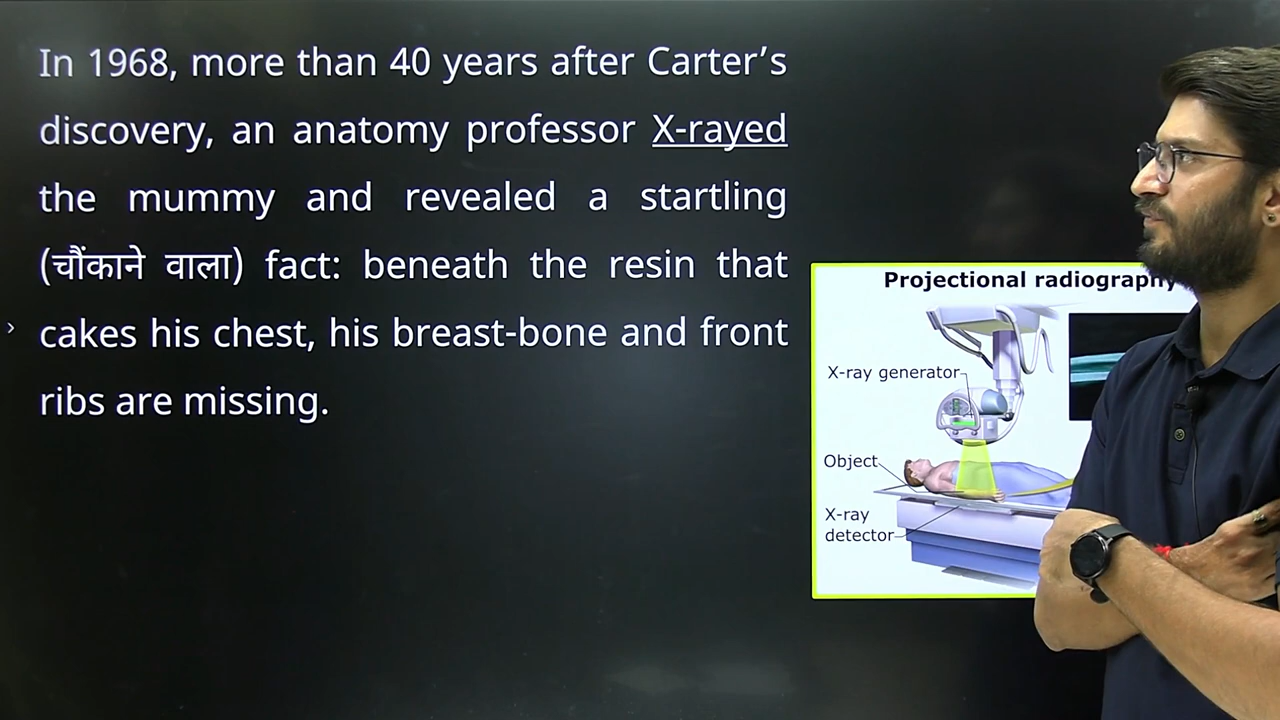 In 1968, more than 40 years after Carter’s
discovery, an anatomy professor X-rayed
the mummy and revealed a startling
(चौंकाने वाला) fact: beneath the resin that
cakes his chest, his breast-bone and front
ribs are missing.
Projectional radiography
X-ray generator
Object
X-ray
detector